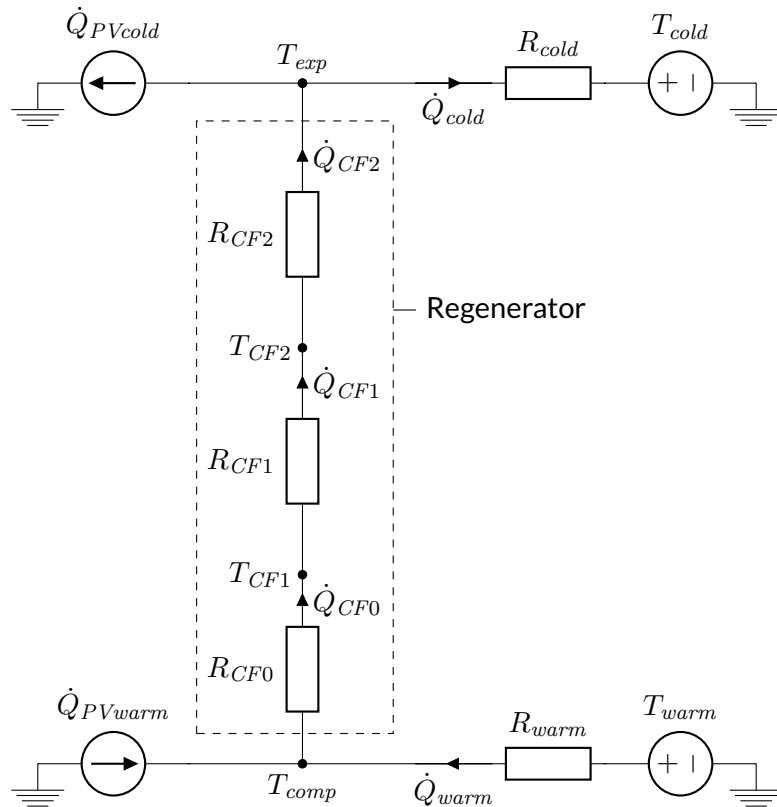 Q̇_PVcold
T_exp
R_cold
T_cold
+ −
Q̇_cold
Q̇_CF2
R_CF2
Regenerator
T_CF2
Q̇_CF1
R_CF1
T_CF1
Q̇_CF0
R_CF0
Q̇_PVwarm
R_warm
T_warm
+ −
T_comp
Q̇_warm